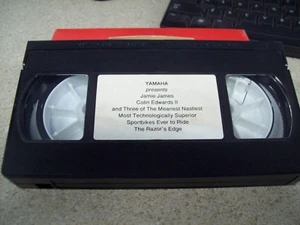 YAMAHA
presents
Jamie James
Colin Edwards II
and Three of The Meanest Nastiest
Most Technologically Superior
Sportbikes Ever to Ride
The Razor's Edge